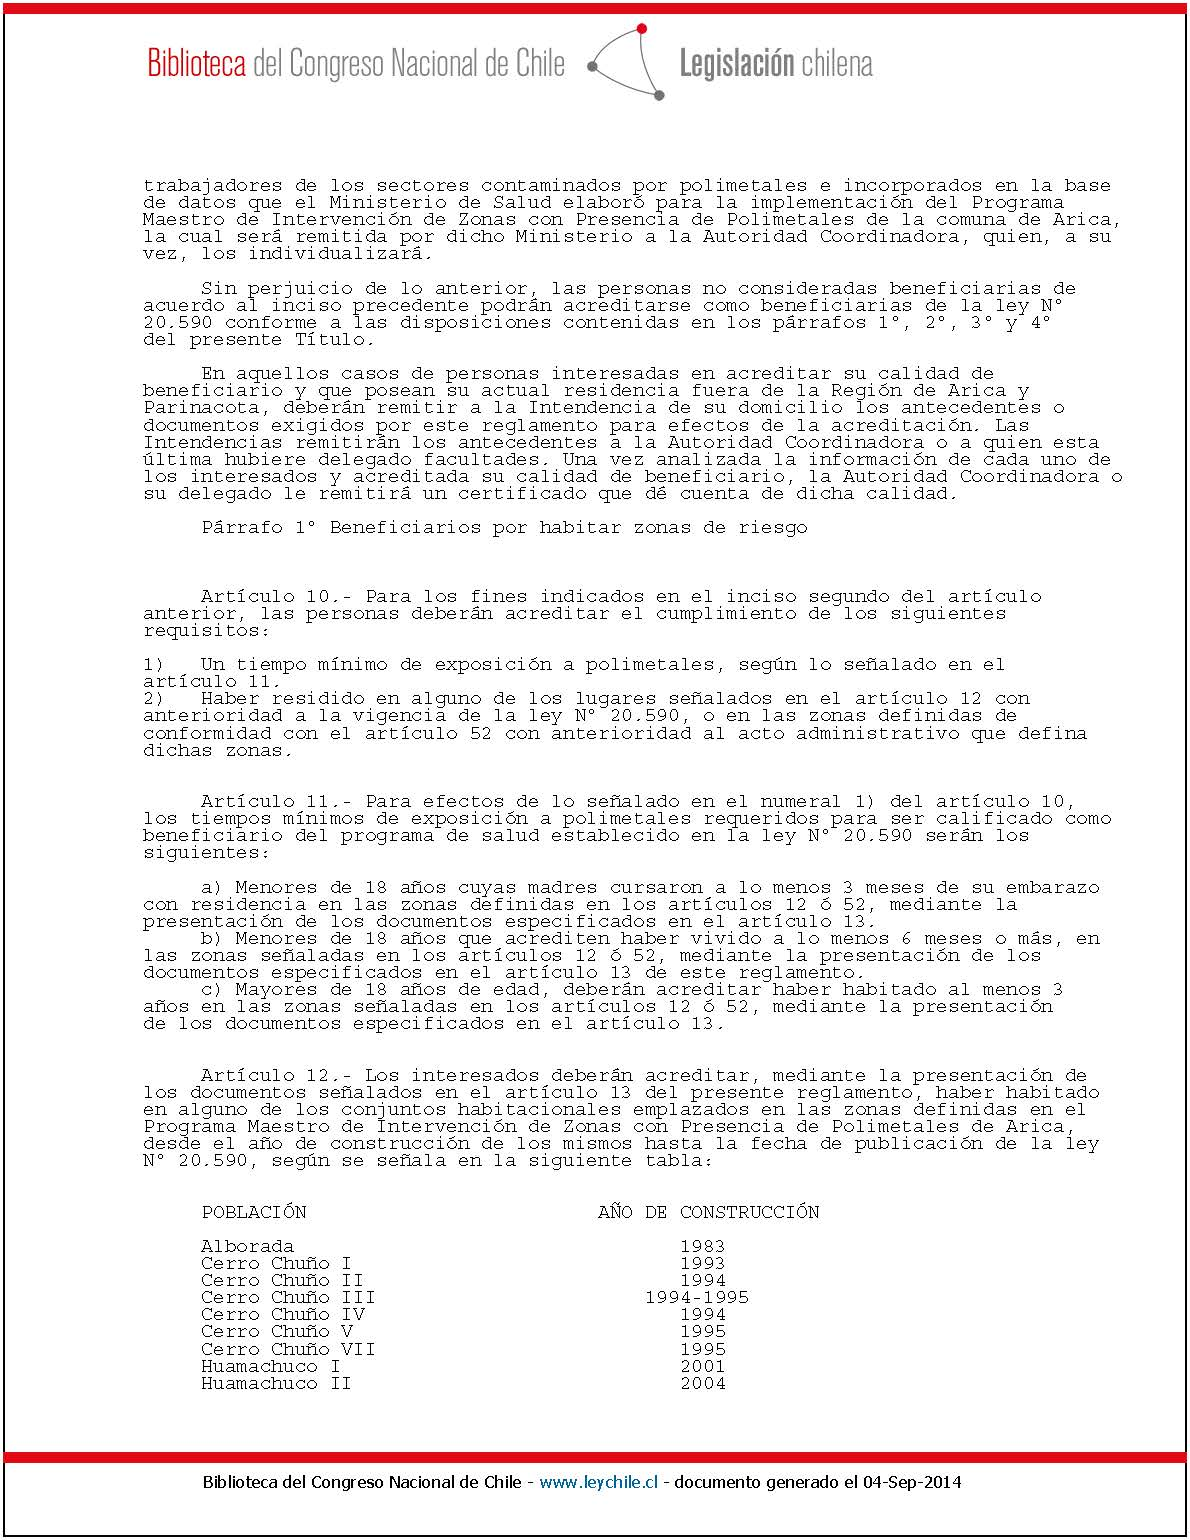 Biblioteca del Congreso Nacional de Chile Legislación chilena
trabajadores de los sectores contaminados por polimetales e incorporados en la base
de datos que el Ministerio de Salud elaboró para la implementación del Programa
Maestro de Intervención de Zonas con Presencia de Polimetales de la comuna de Arica,
la cual será remitida por dicho Ministerio a la Autoridad Coordinadora, quien, a su
vez, los individualizará.
Sin perjuicio de lo anterior, las personas no consideradas beneficiarias de
acuerdo al inciso precedente podrán acreditarse como beneficiarias de la ley N°
20.590 conforme a las disposiciones contenidas en los párrafos 1°, 2°, 3° y 4°
del presente Título.
En aquellos casos de personas interesadas en acreditar su calidad de
beneficiario y que posean su actual residencia fuera de la Región de Arica y
Parinacota, deberán remitir a la Intendencia de su domicilio los antecedentes o
documentos exigidos por este reglamento para efectos de la acreditación. Las
Intendencias remitirán los antecedentes a la Autoridad Coordinadora o a quien esta
última hubiere delegado facultades. Una vez analizada la información de cada uno de
los interesados y acreditada su calidad de beneficiario, la Autoridad Coordinadora o
su delegado le remitirá un certificado que dé cuenta de dicha calidad.
Párrafo 1° Beneficiarios por habitar zonas de riesgo
Artículo 10.- Para los fines indicados en el inciso segundo del artículo
anterior, las personas deberán acreditar el cumplimiento de los siguientes
requisitos:
1) Un tiempo mínimo de exposición a polimetales, según lo señalado en el
artículo 11.
2) Haber residido en alguno de los lugares señalados en el artículo 12 con
anterioridad a la vigencia de la ley N° 20.590, o en las zonas definidas de
conformidad con el artículo 52 con anterioridad al acto administrativo que defina
dichas zonas.
Artículo 11.- Para efectos de lo señalado en el numeral 1) del artículo 10,
los tiempos mínimos de exposición a polimetales requeridos para ser calificado como
beneficiario del programa de salud establecido en la ley N° 20.590 serán los
siguientes:
a) Menores de 18 años cuyas madres cursaron a lo menos 3 meses de su embarazo
con residencia en las zonas definidas en los artículos 12 ó 52, mediante la
presentación de los documentos especificados en el artículo 13.
b) Menores de 18 años que acrediten haber vivido a lo menos 6 meses o más, en
las zonas señaladas en los artículos 12 ó 52, mediante la presentación de los
documentos especificados en el artículo 13 de este reglamento.
c) Mayores de 18 años de edad, deberán acreditar haber habitado al menos 3
años en las zonas señaladas en los artículos 12 ó 52, mediante la presentación
de los documentos especificados en el artículo 13.
Artículo 12.- Los interesados deberán acreditar, mediante la presentación de
los documentos señalados en el artículo 13 del presente reglamento, haber habitado
en alguno de los conjuntos habitacionales emplazados en las zonas definidas en el
Programa Maestro de Intervención de Zonas con Presencia de Polimetales de Arica,
desde el año de construcción de los mismos hasta la fecha de publicación de la ley
N° 20.590, según se señala en la siguiente tabla:
POBLACIÓN AÑO DE CONSTRUCCIÓN
Alborada 1983
Cerro Chuño I 1993
Cerro Chuño II 1994
Cerro Chuño III 1994-1995
Cerro Chuño IV 1994
Cerro Chuño V 1995
Cerro Chuño VII 1995
Huamachuco I 2001
Huamachuco II 2004
Biblioteca del Congreso Nacional de Chile - www.leychile.cl - documento generado el 04-Sep-2014